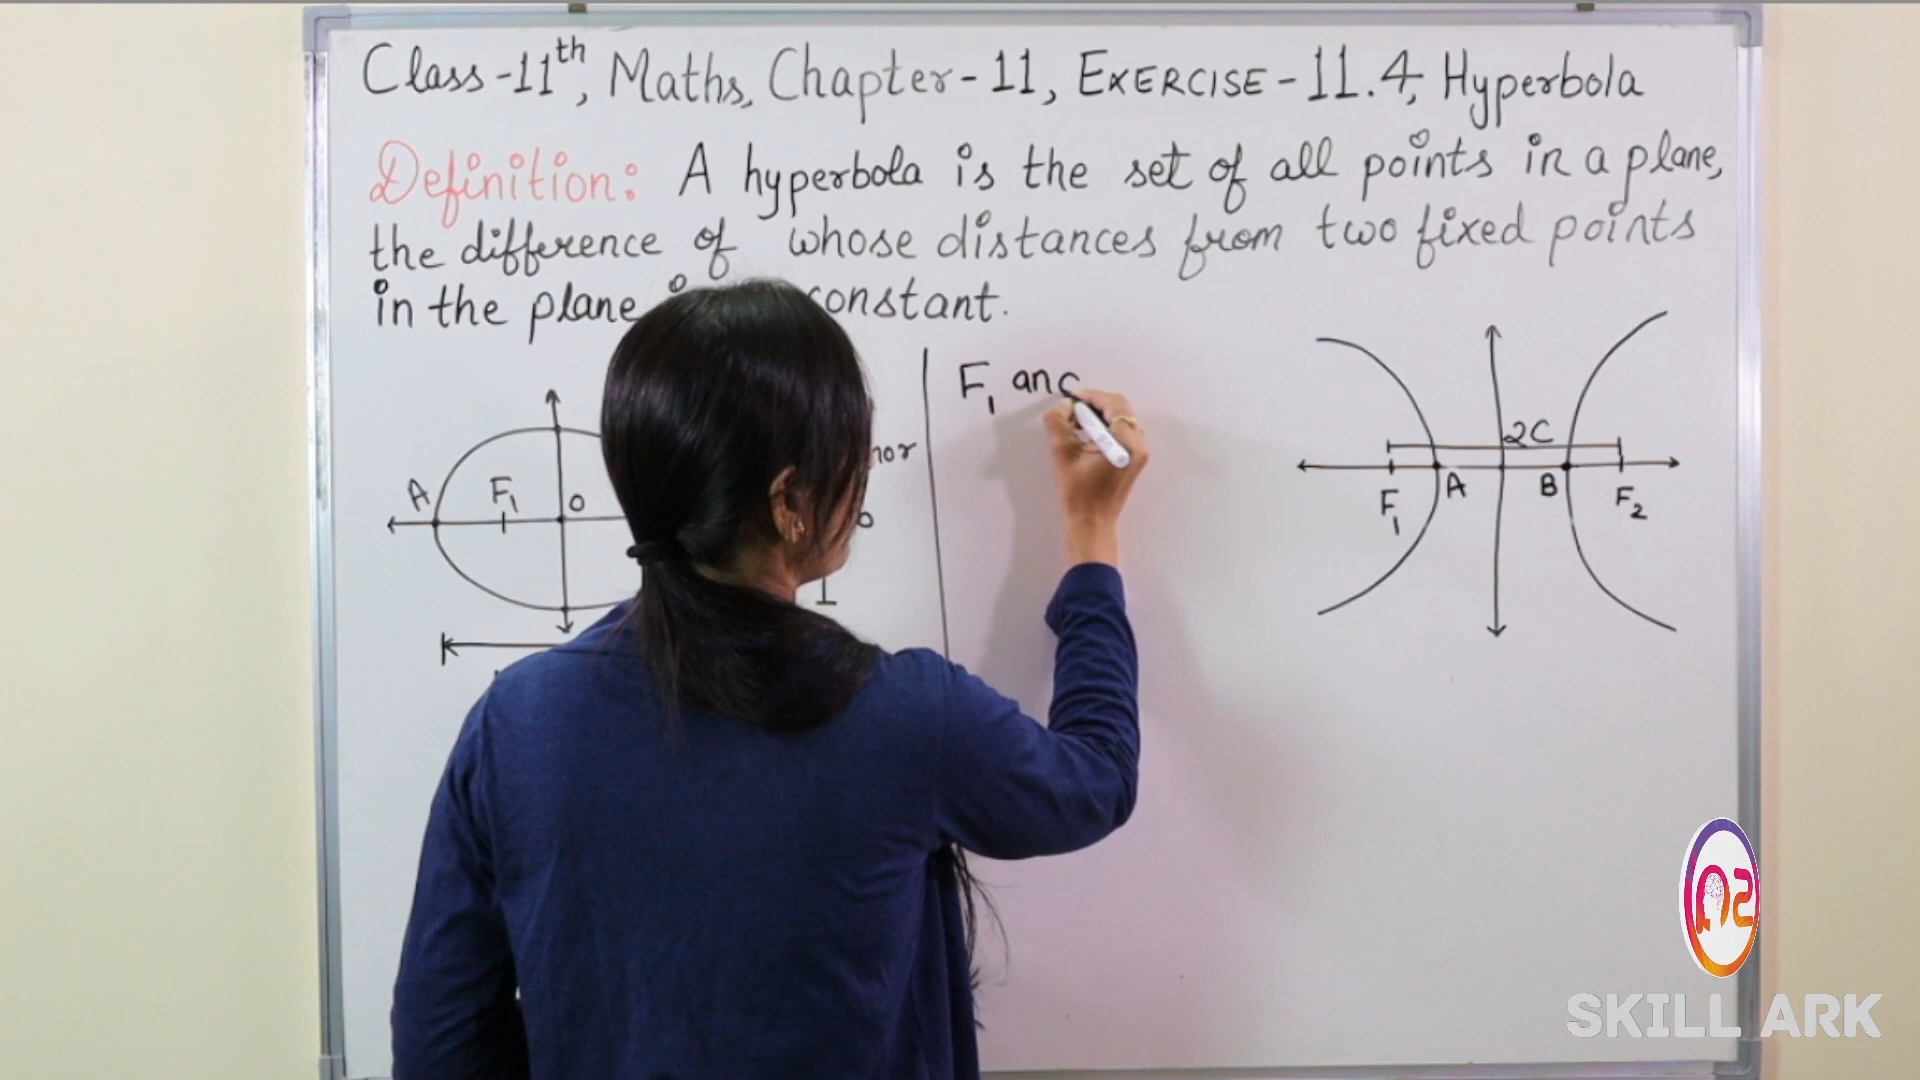 Class-11th, Maths, Chapter-11, EXERCISE-11.4, Hyperbola
Definition: A hyperbola is the set of all points in a plane,
the difference of whose distances from two fixed points
in the plane constant.
A F1 O
F1 an
2C
F1 A B F2
SKILL ARK